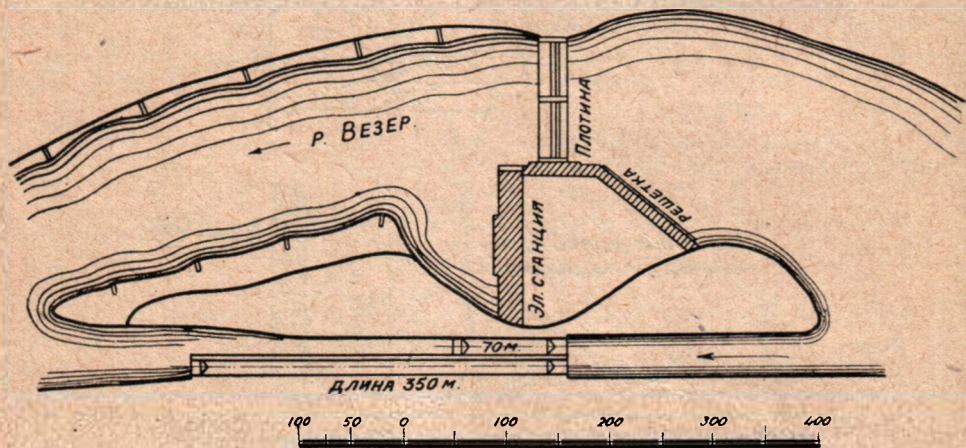 р. ВЕЗЕР.
ПЛОТИНА
РЕШЕТКА
ЭЛ. СТАНЦИЯ
70 М.
ДЛИНА 350 М.
100 50 0 100 200 300 400